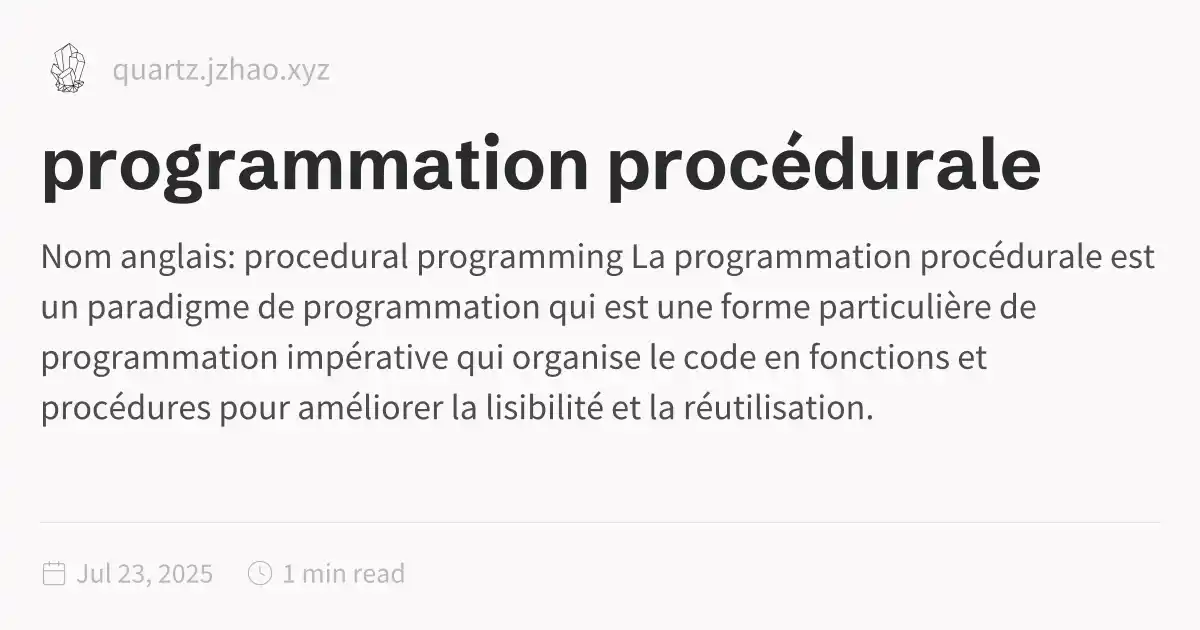 quartz.jzhao.xyz
programmation procédurale
Nom anglais: procedural programming La programmation procédurale est
un paradigme de programmation qui est une forme particulière de
programmation impérative qui organise le code en fonctions et
procédures pour améliorer la lisibilité et la réutilisation.
Jul 23, 2025 1 min read